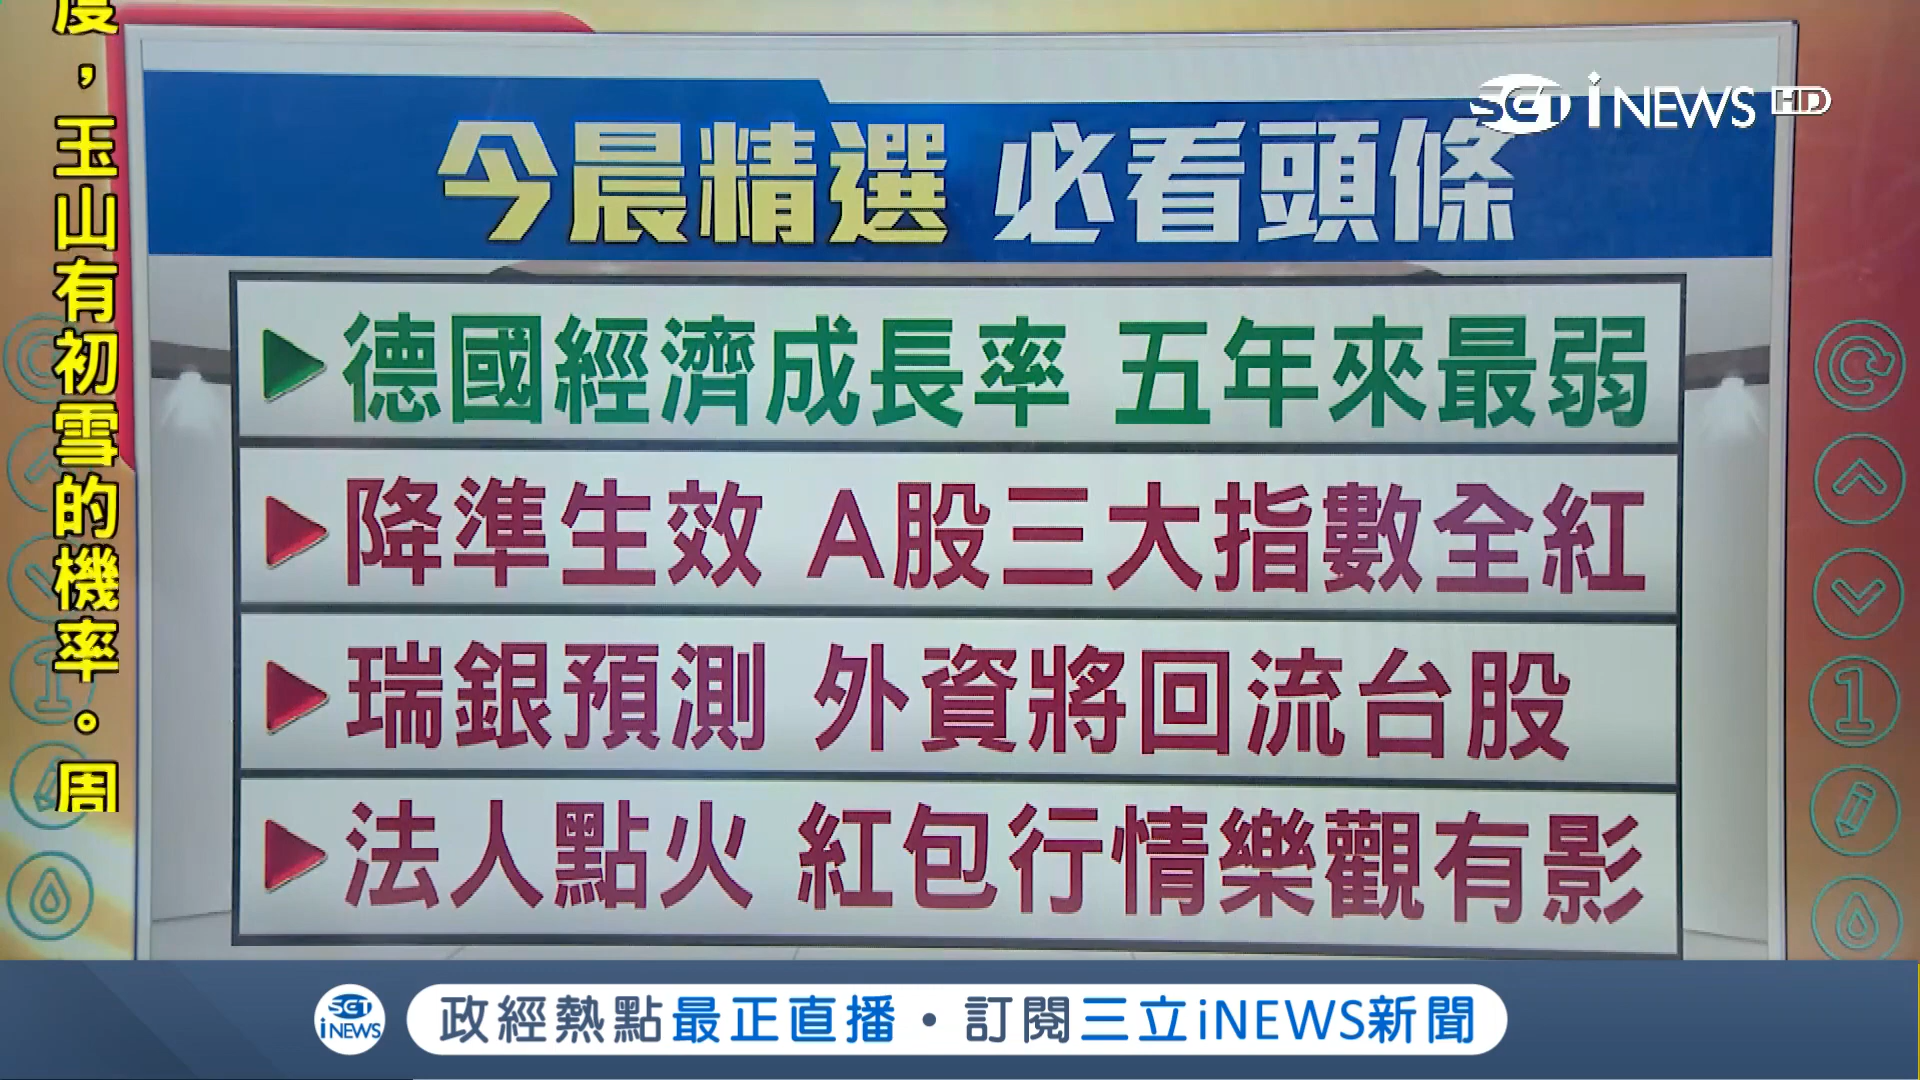 度，玉山有初雪的機率。周
SET iNEWS HD
今晨精選 必看頭條
德國經濟成長率 五年來最弱
降準生效 A股三大指數全紅
瑞銀預測 外資將回流台股
法人點火 紅包行情樂觀有影
SET iNEWS
政經熱點最正直播・訂閱三立iNEWS新聞